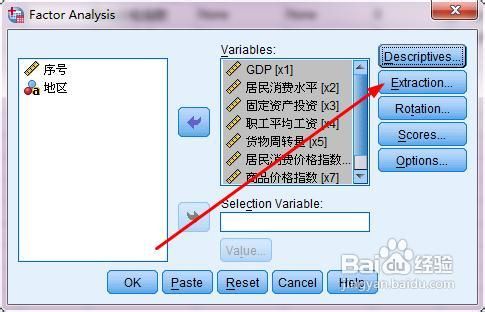 Factor Analysis
序号
地区
Variables:
GDP [x1]
居民消费水平 [x2]
固定资产投资 [x3]
职工平均工资 [x4]
货物周转量 [x5]
居民消费价格指数...
商品价格指数 [x7]
Descriptives...
Extraction...
Rotation...
Scores...
Options...
Selection Variable:
Value...
OK
Paste
Reset
Cancel
Help
Baidu 经验
jingyan.baidu.com